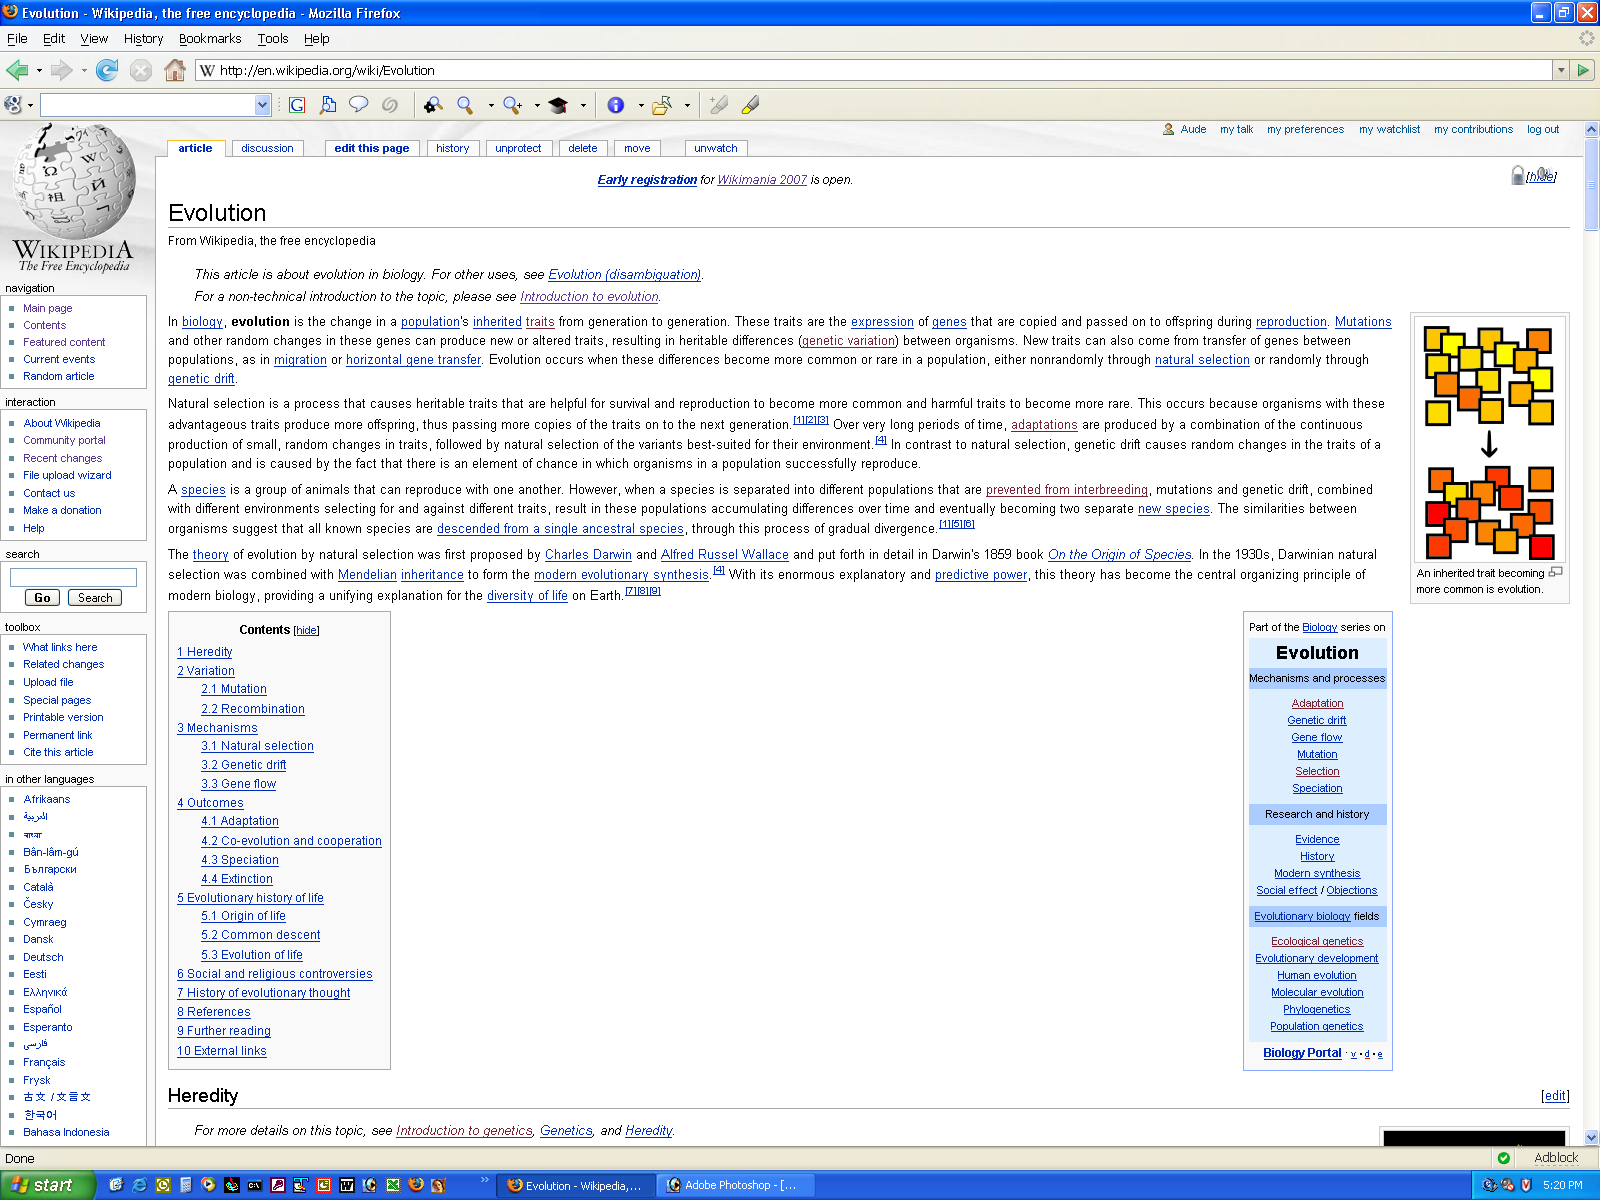 Evolution - Wikipedia, the free encyclopedia - Mozilla Firefox
File Edit View History Bookmarks Tools Help
http://en.wikipedia.org/wiki/Evolution
Aude my talk my preferences my watchlist my contributions log out
article discussion edit this page history unprotect delete move unwatch
Early registration for Wikimania 2007 is open.
[hide]
WIKIPEDIA
The Free Encyclopedia
navigation
Main page
Contents
Featured content
Current events
Random article
interaction
About Wikipedia
Community portal
Recent changes
File upload wizard
Contact us
Make a donation
Help
search
Go Search
toolbox
What links here
Related changes
Upload file
Special pages
Printable version
Permanent link
Cite this article
in other languages
Afrikaans
العربية
বাংলা
Bân-lâm-gú
Български
Català
Česky
Cymraeg
Dansk
Deutsch
Eesti
Ελληνικά
Español
Esperanto
فارسی
Français
Frysk
古文 / 文言文
한국어
Bahasa Indonesia
Evolution
From Wikipedia, the free encyclopedia
This article is about evolution in biology. For other uses, see Evolution (disambiguation).
For a non-technical introduction to the topic, please see Introduction to evolution.
In biology, evolution is the change in a population's inherited traits from generation to generation. These traits are the expression of genes that are copied and passed on to offspring during reproduction. Mutations
and other random changes in these genes can produce new or altered traits, resulting in heritable differences (genetic variation) between organisms. New traits can also come from transfer of genes between
populations, as in migration or horizontal gene transfer. Evolution occurs when these differences become more common or rare in a population, either nonrandomly through natural selection or randomly through
genetic drift.
Natural selection is a process that causes heritable traits that are helpful for survival and reproduction to become more common and harmful traits to become more rare. This occurs because organisms with these
advantageous traits produce more offspring, thus passing more copies of the traits on to the next generation.[1][2][3] Over very long periods of time, adaptations are produced by a combination of the continuous
production of small, random changes in traits, followed by natural selection of the variants best-suited for their environment.[4] In contrast to natural selection, genetic drift causes random changes in the traits of a
population and is caused by the fact that there is an element of chance in which organisms in a population successfully reproduce.
A species is a group of animals that can reproduce with one another. However, when a species is separated into different populations that are prevented from interbreeding, mutations and genetic drift, combined
with different environments selecting for and against different traits, result in these populations accumulating differences over time and eventually becoming two separate new species. The similarities between
organisms suggest that all known species are descended from a single ancestral species, through this process of gradual divergence.[1][5][6]
The theory of evolution by natural selection was first proposed by Charles Darwin and Alfred Russel Wallace and put forth in detail in Darwin's 1859 book On the Origin of Species. In the 1930s, Darwinian natural
selection was combined with Mendelian inheritance to form the modern evolutionary synthesis.[4] With its enormous explanatory and predictive power, this theory has become the central organizing principle of
modern biology, providing a unifying explanation for the diversity of life on Earth.[7][8][9]
An inherited trait becoming
more common is evolution.
Contents [hide]
1 Heredity
2 Variation
2.1 Mutation
2.2 Recombination
3 Mechanisms
3.1 Natural selection
3.2 Genetic drift
3.3 Gene flow
4 Outcomes
4.1 Adaptation
4.2 Co-evolution and cooperation
4.3 Speciation
4.4 Extinction
5 Evolutionary history of life
5.1 Origin of life
5.2 Common descent
5.3 Evolution of life
6 Social and religious controversies
7 History of evolutionary thought
8 References
9 Further reading
10 External links
Part of the Biology series on
Evolution
Mechanisms and processes
Adaptation
Genetic drift
Gene flow
Mutation
Selection
Speciation
Research and history
Evidence
History
Modern synthesis
Social effect / Objections
Evolutionary biology fields
Ecological genetics
Evolutionary development
Human evolution
Molecular evolution
Phylogenetics
Population genetics
Biology Portal · v • d • e
Heredity
[edit]
For more details on this topic, see Introduction to genetics, Genetics, and Heredity.
Done
Adblock
start
Evolution - Wikipedia,...
Adobe Photoshop - [...
5:20 PM